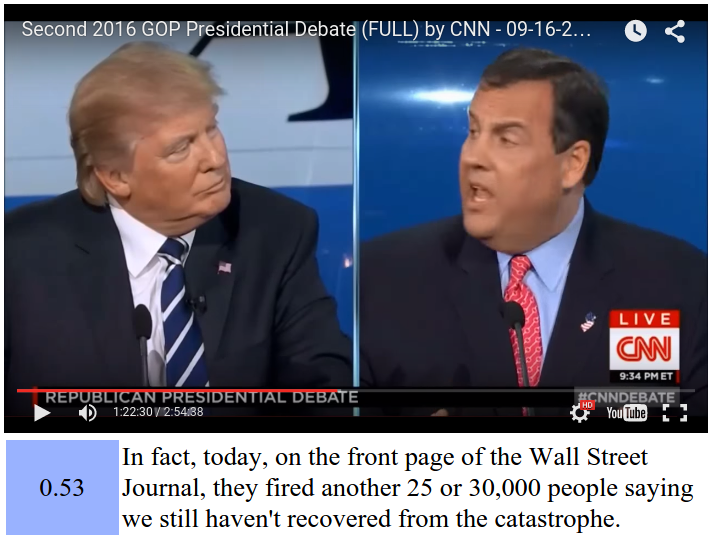 Second 2016 GOP Presidential Debate (FULL) by CNN - 09-16-2...
LIVE
CNN
9:34 PM ET
REPUBLICAN PRESIDENTIAL DEBATE
#CNNDEBATE
1:22:30 / 2:54:38
HD
YouTube
0.53
In fact, today, on the front page of the Wall Street
Journal, they fired another 25 or 30,000 people saying
we still haven't recovered from the catastrophe.